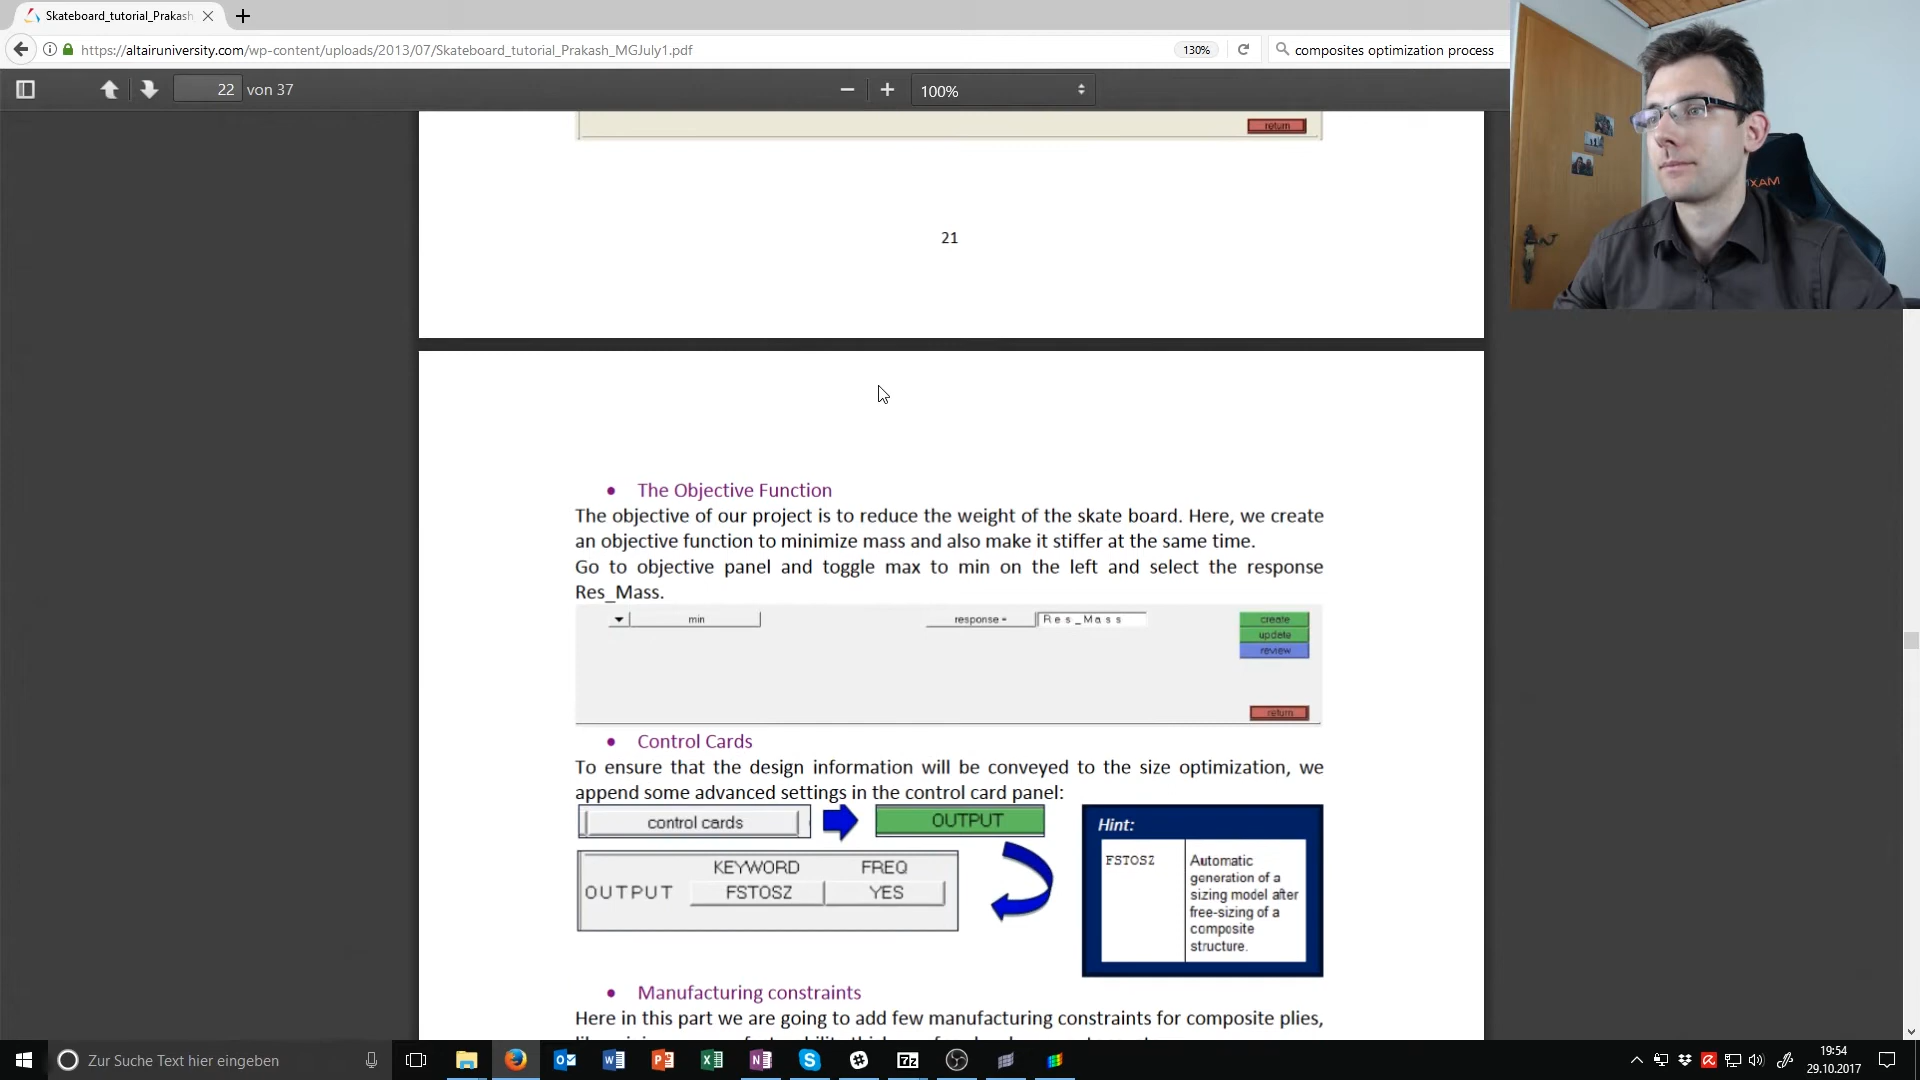 Skateboard_tutorial_Prakash
https://altairuniversity.com/wp-content/uploads/2013/07/Skateboard_tutorial_Prakash_MGJuly1.pdf
130%
composites optimization process
22 von 37
100%
return
21
The Objective Function
The objective of our project is to reduce the weight of the skate board. Here, we create
an objective function to minimize mass and also make it stiffer at the same time.
Go to objective panel and toggle max to min on the left and select the response
Res_Mass.
min
response =
Res_Mass
create
update
review
return
Control Cards
To ensure that the design information will be conveyed to the size optimization, we
append some advanced settings in the control card panel:
control cards
OUTPUT
Hint:
FSTOSZ
Automatic
generation of a
sizing model after
free-sizing of a
composite
structure.
KEYWORD FREQ
OUTPUT FSTOSZ YES
Manufacturing constraints
Here in this part we are going to add few manufacturing constraints for composite plies,
Zur Suche Text hier eingeben
19:54
29.10.2017